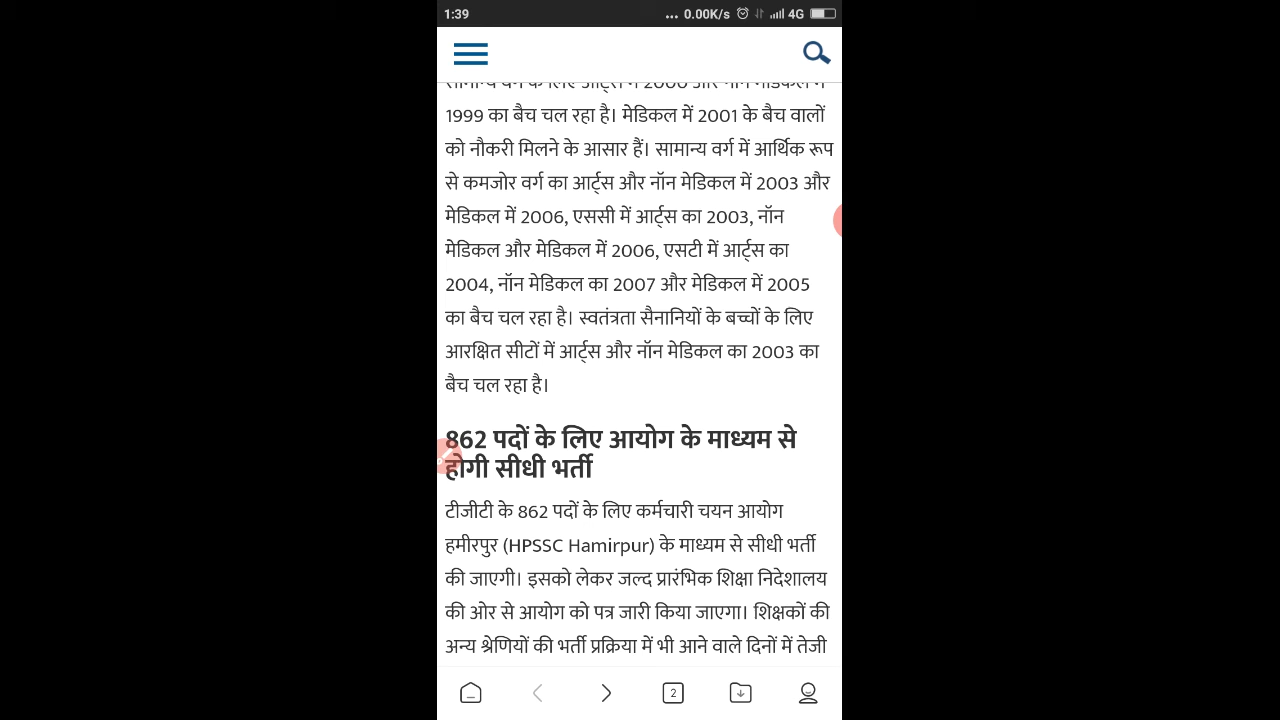 1:39
... 0.00K/s 4G
1999 का बैच चल रहा है। मेडिकल में 2001 के बैच वालों
को नौकरी मिलने के आसार हैं। सामान्य वर्ग में आर्थिक रूप
से कमजोर वर्ग का आर्ट्स और नॉन मेडिकल में 2003 और
मेडिकल में 2006, एससी में आर्ट्स का 2003, नॉन
मेडिकल और मेडिकल में 2006, एसटी में आर्ट्स का
2004, नॉन मेडिकल का 2007 और मेडिकल में 2005
का बैच चल रहा है। स्वतंत्रता सैनानियों के बच्चों के लिए
आरक्षित सीटों में आर्ट्स और नॉन मेडिकल का 2003 का
बैच चल रहा है।
862 पदों के लिए आयोग के माध्यम से
होगी सीधी भर्ती
टीजीटी के 862 पदों के लिए कर्मचारी चयन आयोग
हमीरपुर (HPSSC Hamirpur) के माध्यम से सीधी भर्ती
की जाएगी। इसको लेकर जल्द प्रारंभिक शिक्षा निदेशालय
की ओर से आयोग को पत्र जारी किया जाएगा। शिक्षकों की
अन्य श्रेणियों की भर्ती प्रक्रिया में भी आने वाले दिनों में तेजी
2